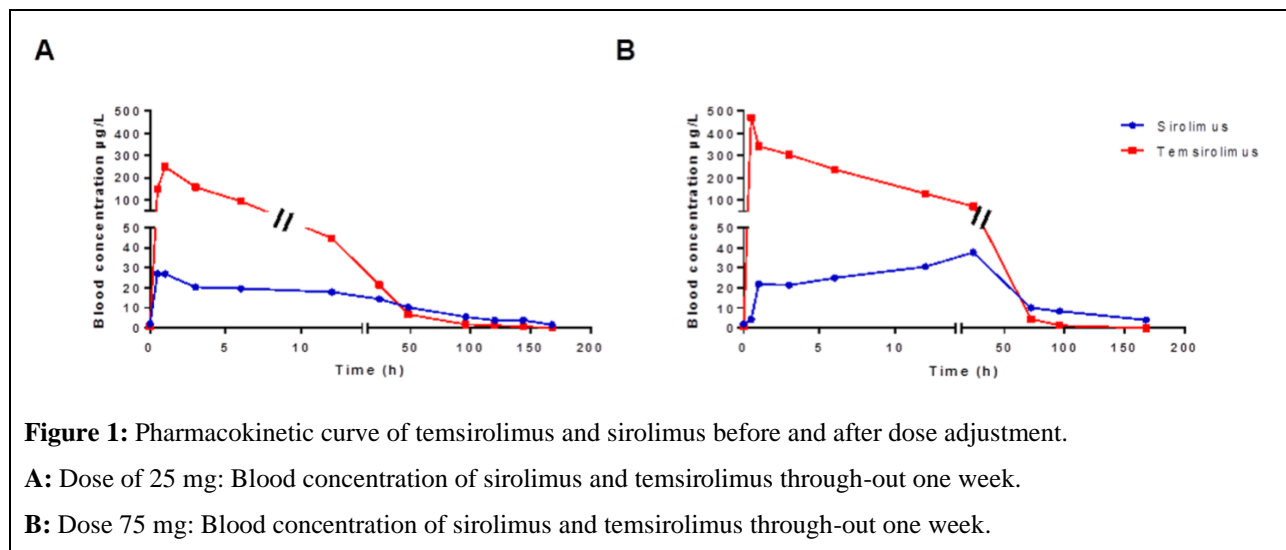 A
B
500
400
300
200
100
50
40
30
20
10
0
Blood concentration µg/L
0 5 10 50 100 150 200
Time (h)
500
400
300
200
100
50
40
30
20
10
0
Blood concentration µg/L
0 5 10 50 100 150 200
Time (h)
Sirolimus
Temsirolimus
Figure 1: Pharmacokinetic curve of temsirolimus and sirolimus before and after dose adjustment.
A: Dose of 25 mg: Blood concentration of sirolimus and temsirolimus through-out one week.
B: Dose 75 mg: Blood concentration of sirolimus and temsirolimus through-out one week.